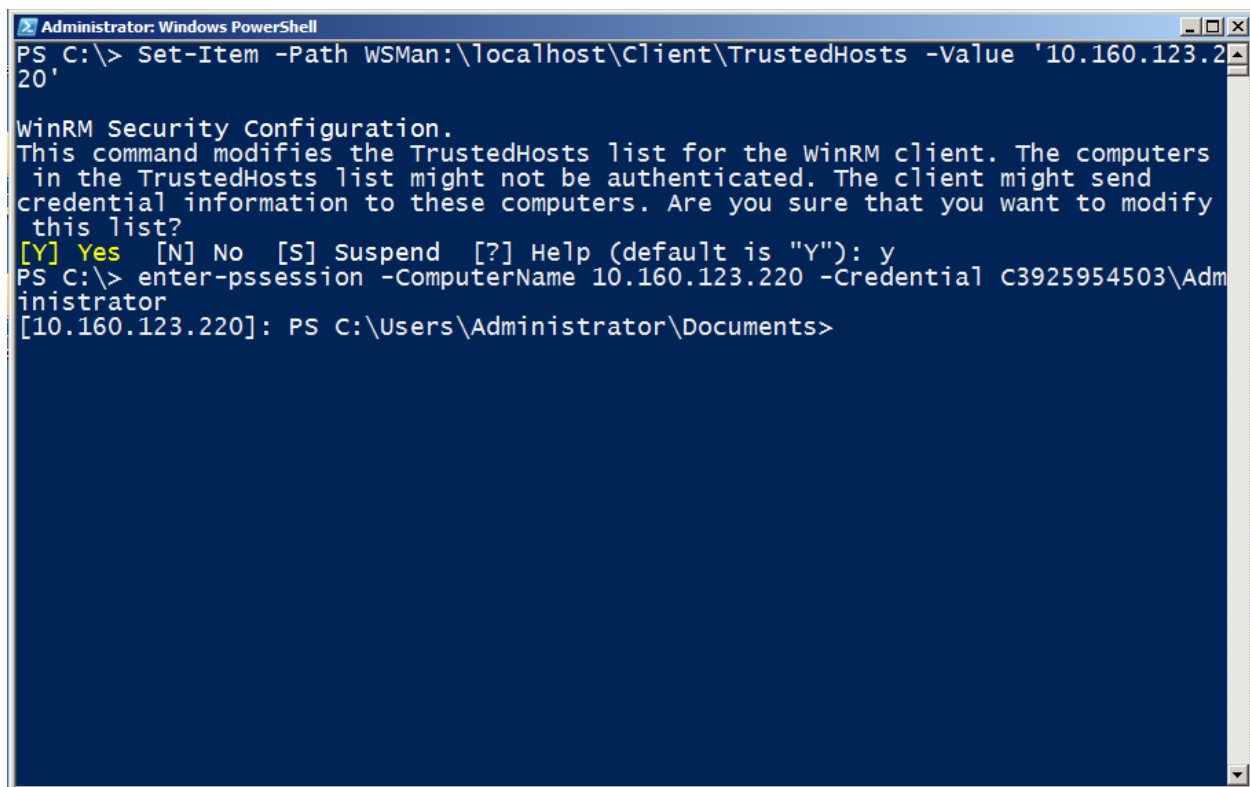 Administrator: Windows PowerShell
PS C:\> Set-Item -Path WSMan:\localhost\Client\TrustedHosts -Value '10.160.123.2
20'
WinRM Security Configuration.
This command modifies the TrustedHosts list for the WinRM client. The computers
 in the TrustedHosts list might not be authenticated. The client might send
credential information to these computers. Are you sure that you want to modify
 this list?
[Y] Yes  [N] No  [S] Suspend  [?] Help (default is "Y"): y
PS C:\> enter-pssession -ComputerName 10.160.123.220 -Credential C3925954503\Adm
inistrator
[10.160.123.220]: PS C:\Users\Administrator\Documents>